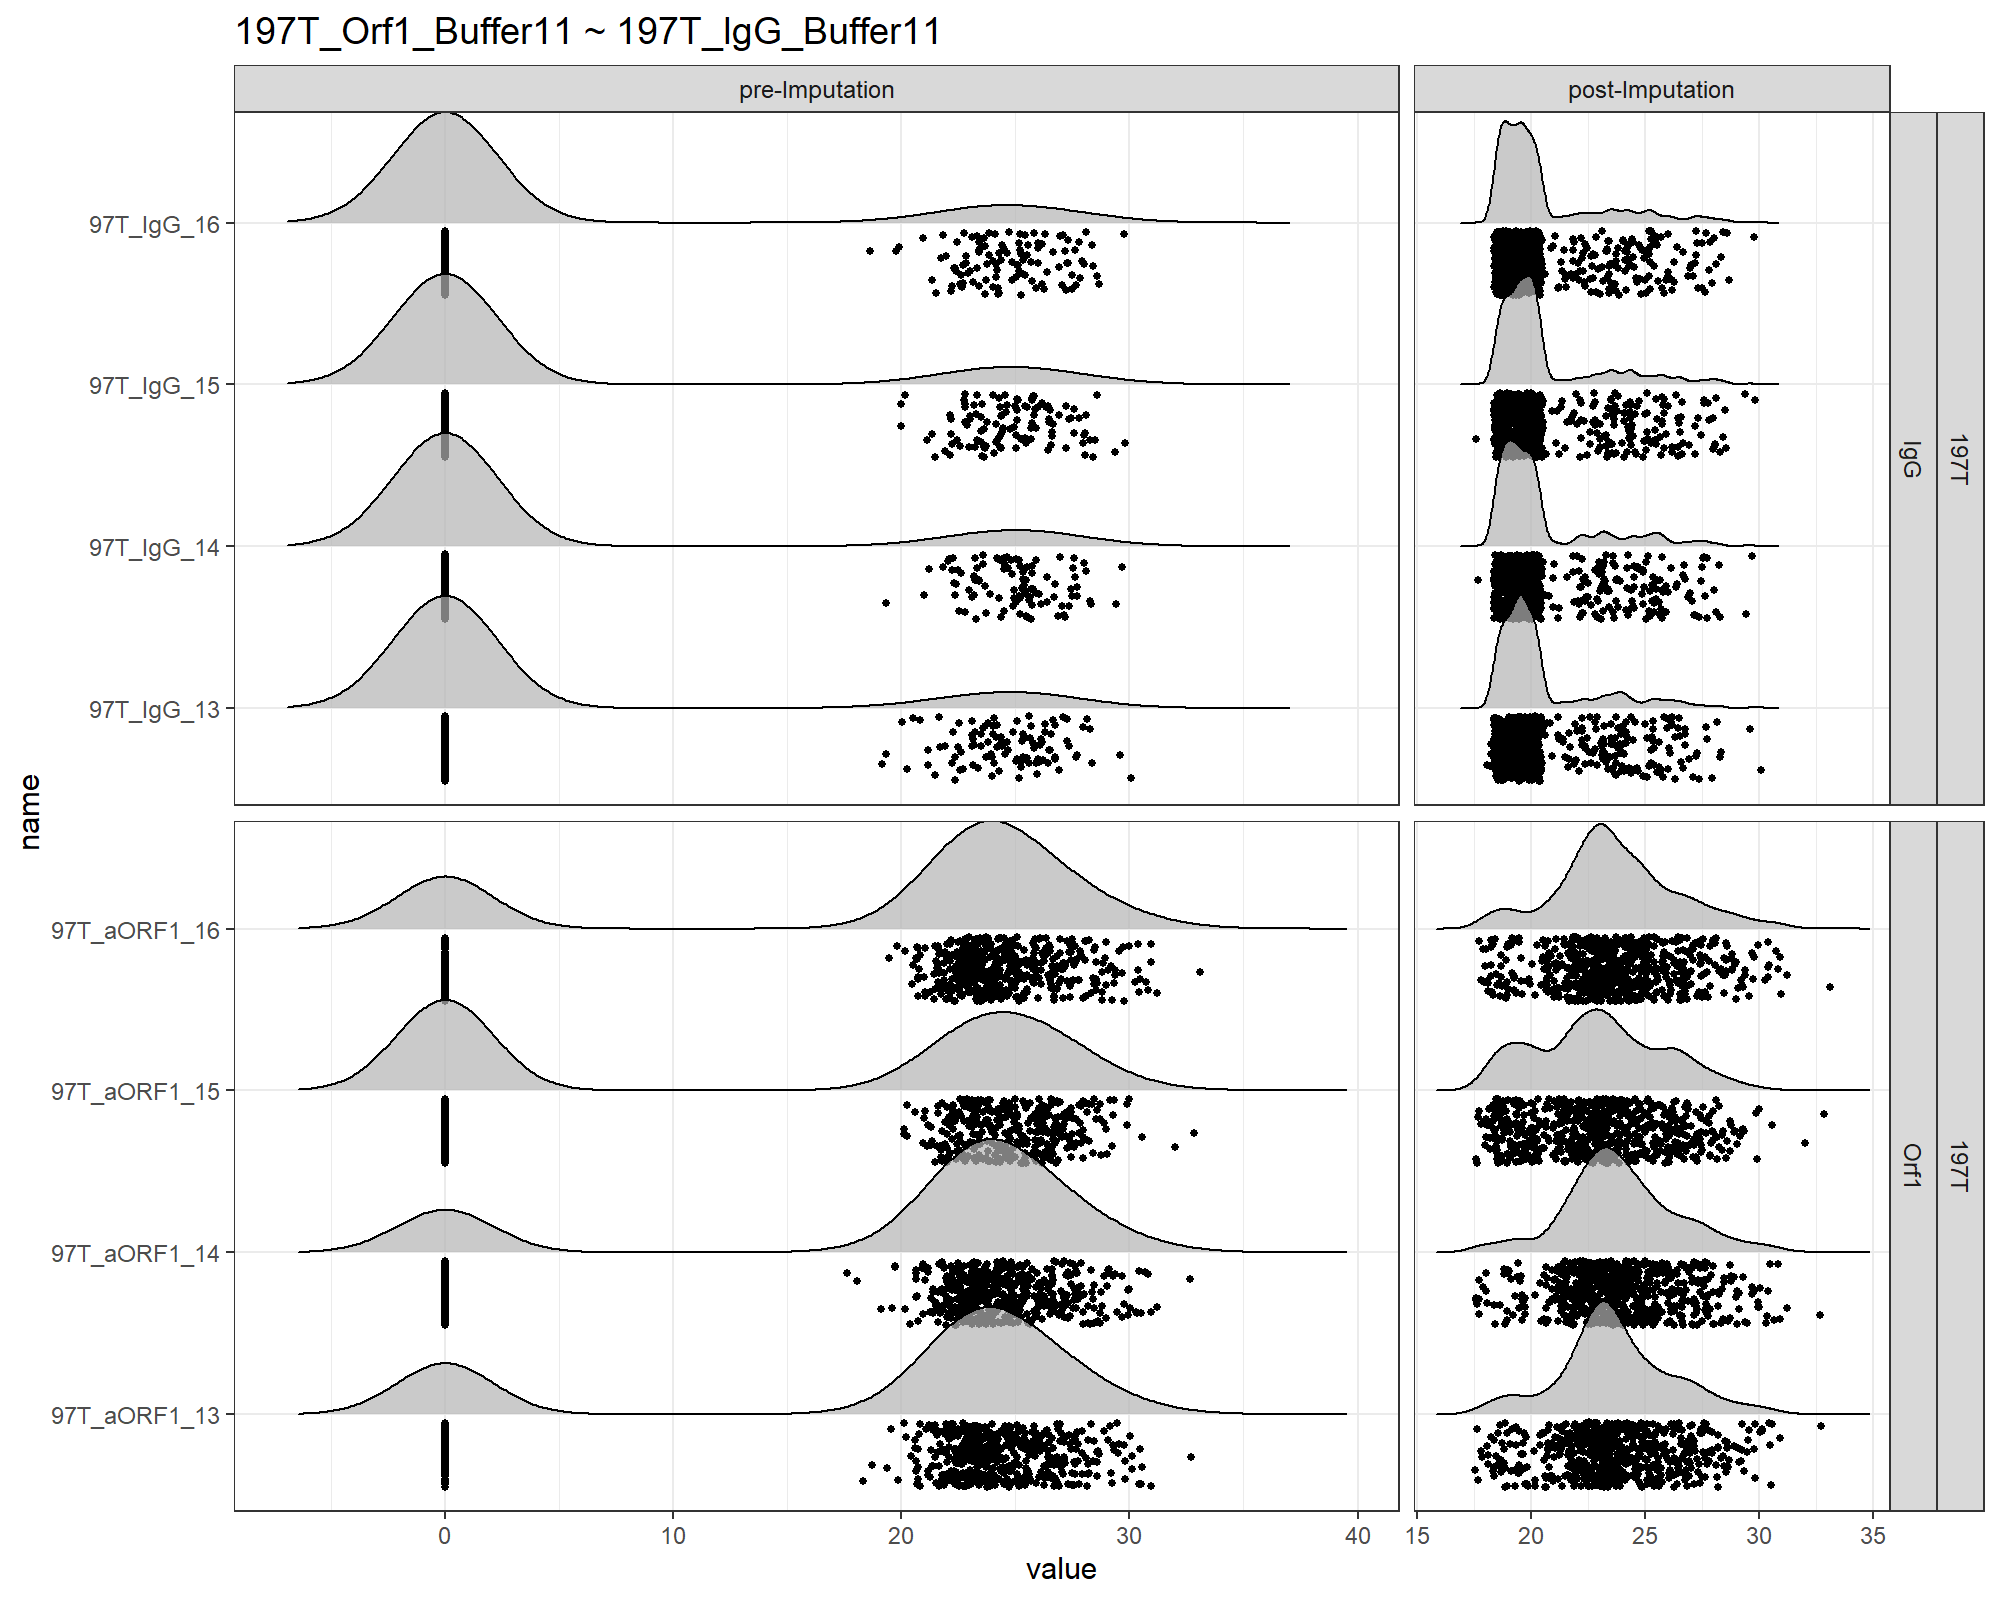 197T_Orf1_Buffer11 ~ 197T_IgG_Buffer11
pre-Imputation
post-Imputation
97T_IgG_16
97T_IgG_15
97T_IgG_14
97T_IgG_13
IgG
197T
name
97T_aORF1_16
97T_aORF1_15
97T_aORF1_14
97T_aORF1_13
Orf1
197T
0 10 20 30 40
15 20 25 30 35
value